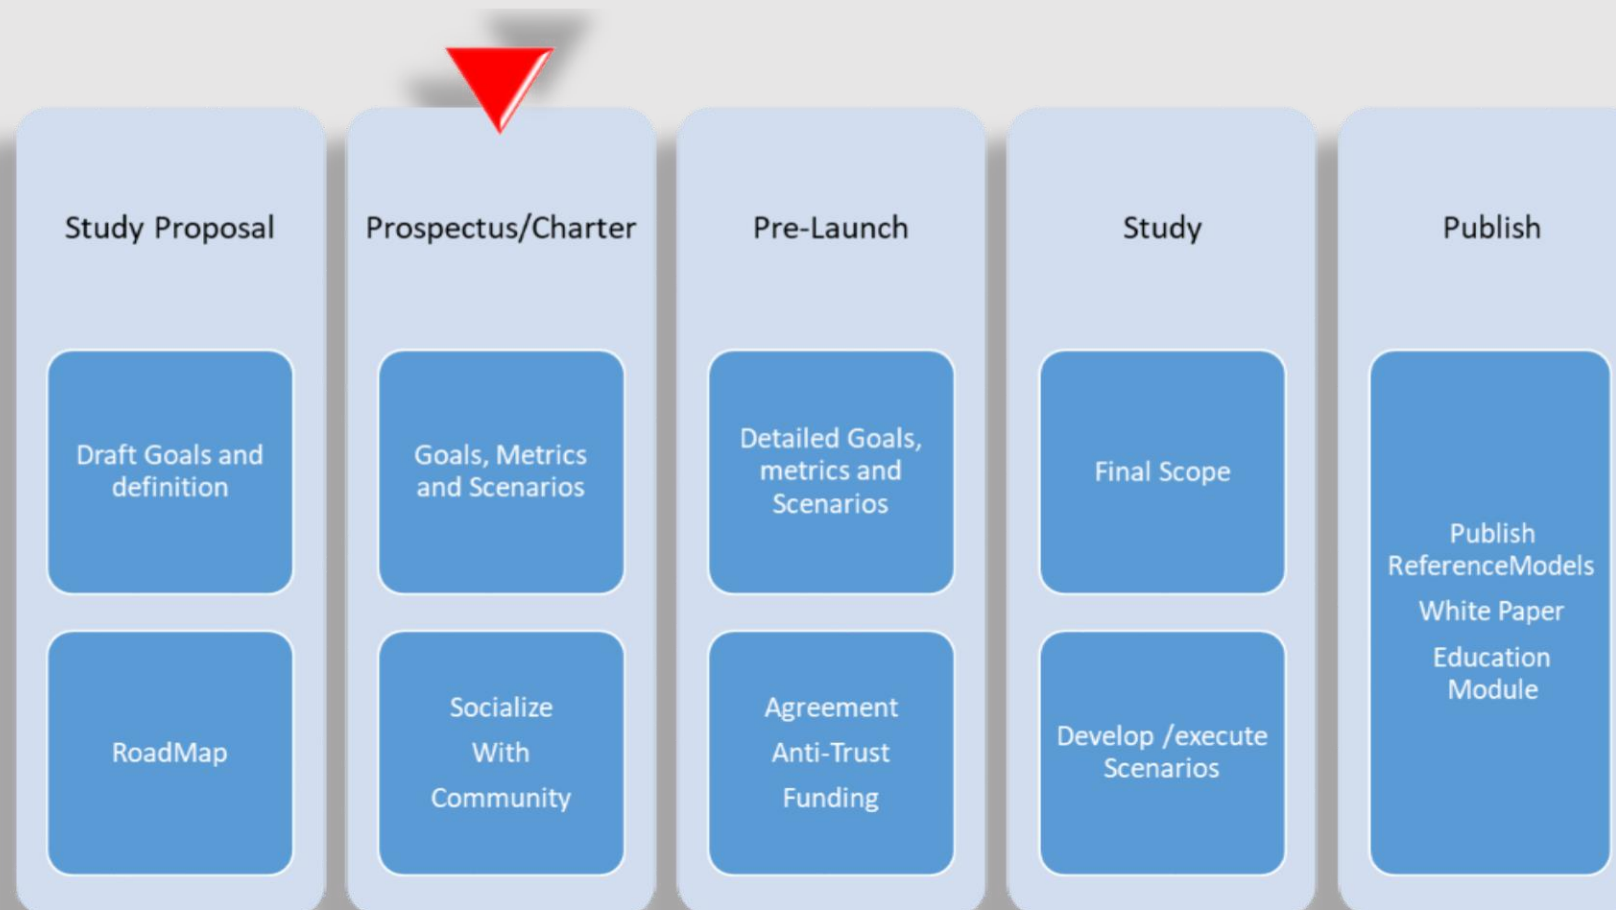 Study Proposal
Prospectus/Charter
Pre-Launch
Study
Publish
Draft Goals and
definition
Goals, Metrics
and Scenarios
Detailed Goals,
metrics and
Scenarios
Final Scope
Publish
ReferenceModels
White Paper
Education
Module
RoadMap
Socialize
With
Community
Agreement
Anti-Trust
Funding
Develop /execute
Scenarios